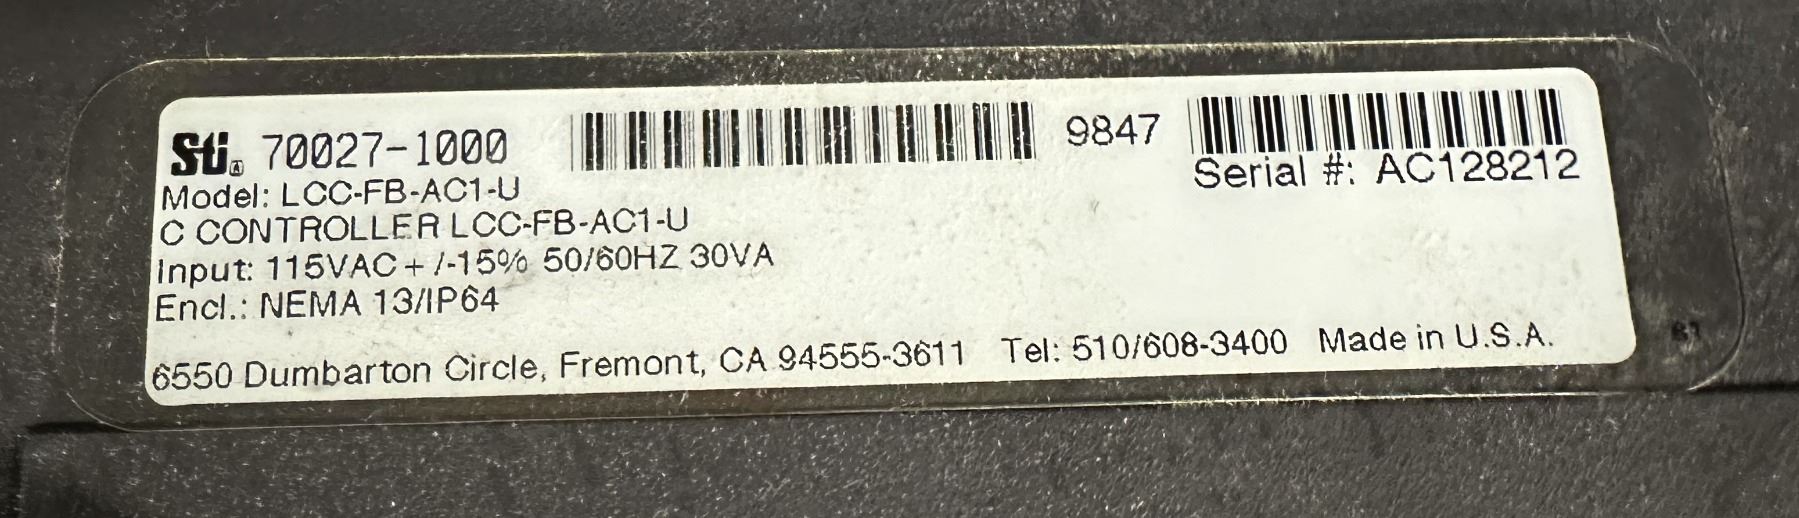 Sti 70027-1000 9847
Serial #: AC128212
Model: LCC-FB-AC1-U
C CONTROLLER LCC-FB-AC1-U
Input: 115VAC + /-15% 50/60HZ 30VA
Encl.: NEMA 13/IP64
6550 Dumbarton Circle, Fremont, CA 94555-3611 Tel: 510/608-3400 Made in U.S.A.